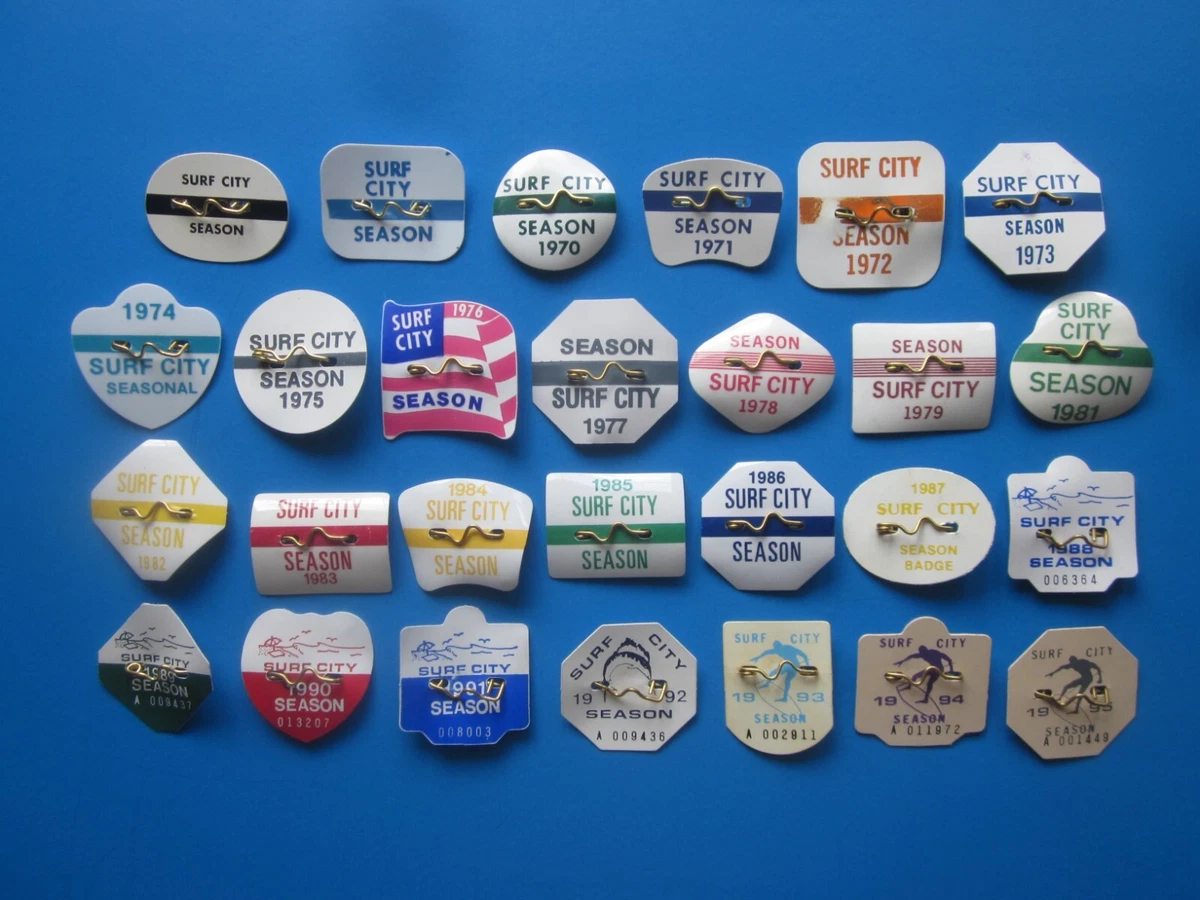 SURF CITY
SEASON
SURF
CITY
SEASON
SURF CITY
SEASON
1970
SURF CITY
SEASON
1971
SURF CITY
SEASON
1972
SURF CITY
SEASON
1973
1974
SURF CITY
SEASONAL
SURF CITY
SEASON
1975
1976
SURF
CITY
SEASON
SEASON
SURF CITY
1977
SEASON
SURF CITY
1978
SEASON
SURF CITY
1979
SURF
CITY
SEASON
1981
SURF CITY
SEASON
1982
SURF CITY
SEASON
1983
1984
SURF CITY
SEASON
1985
SURF CITY
SEASON
1986
SURF CITY
SEASON
1987
SURF CITY
SEASON
BADGE
SURF CITY
1988
SEASON
006364
SURF CITY
1989
SEASON
A 009437
SURF CITY
1990
SEASON
013207
SURF CITY
1991
SEASON
008003
SURF CITY
19 92
SEASON
A 009436
SURF CITY
19 93
SEASON
A 002911
SURF CITY
19 94
SEASON
A 011972
SURF CITY
19 95
SEASON
A 001449